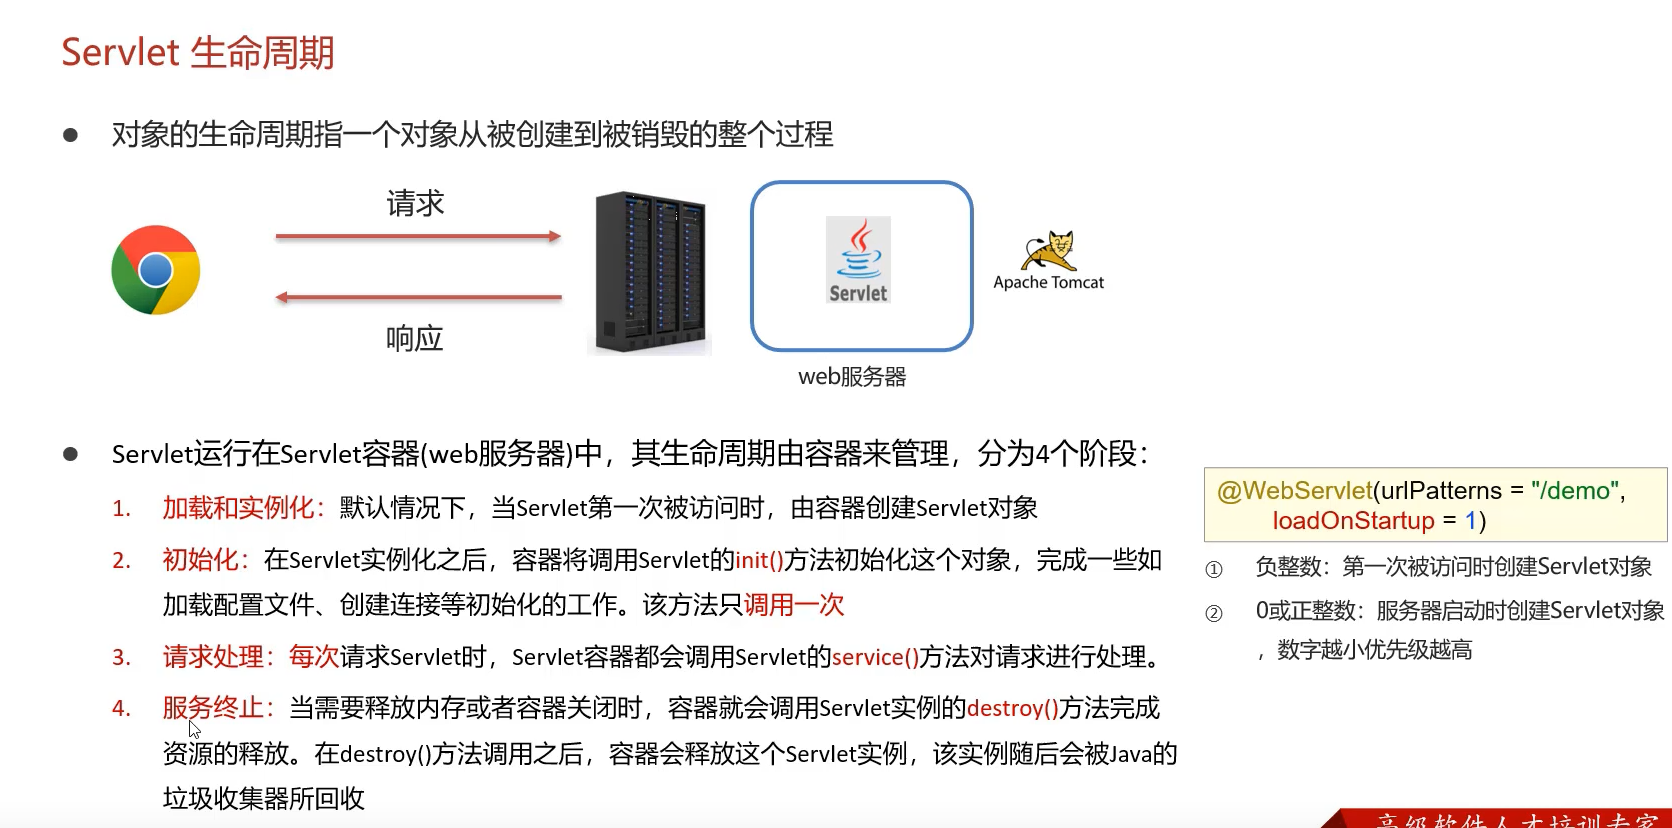 Servlet 生命周期
● 对象的生命周期指一个对象从被创建到被销毁的整个过程
请求
响应
Servlet
Apache Tomcat
web服务器
● Servlet运行在Servlet容器(web服务器)中，其生命周期由容器来管理，分为4个阶段：
1. 加载和实例化：默认情况下，当Servlet第一次被访问时，由容器创建Servlet对象
2. 初始化：在Servlet实例化之后，容器将调用Servlet的init()方法初始化这个对象，完成一些如
加载配置文件、创建连接等初始化的工作。该方法只调用一次
3. 请求处理：每次请求Servlet时，Servlet容器都会调用Servlet的service()方法对请求进行处理。
4. 服务终止：当需要释放内存或者容器关闭时，容器就会调用Servlet实例的destroy()方法完成
资源的释放。在destroy()方法调用之后，容器会释放这个Servlet实例，该实例随后会被Java的
垃圾收集器所回收
@WebServlet(urlPatterns = "/demo",
loadOnStartup = 1)
① 负整数：第一次被访问时创建Servlet对象
② 0或正整数：服务器启动时创建Servlet对象
，数字越小优先级越高
高级软件人才培训专家